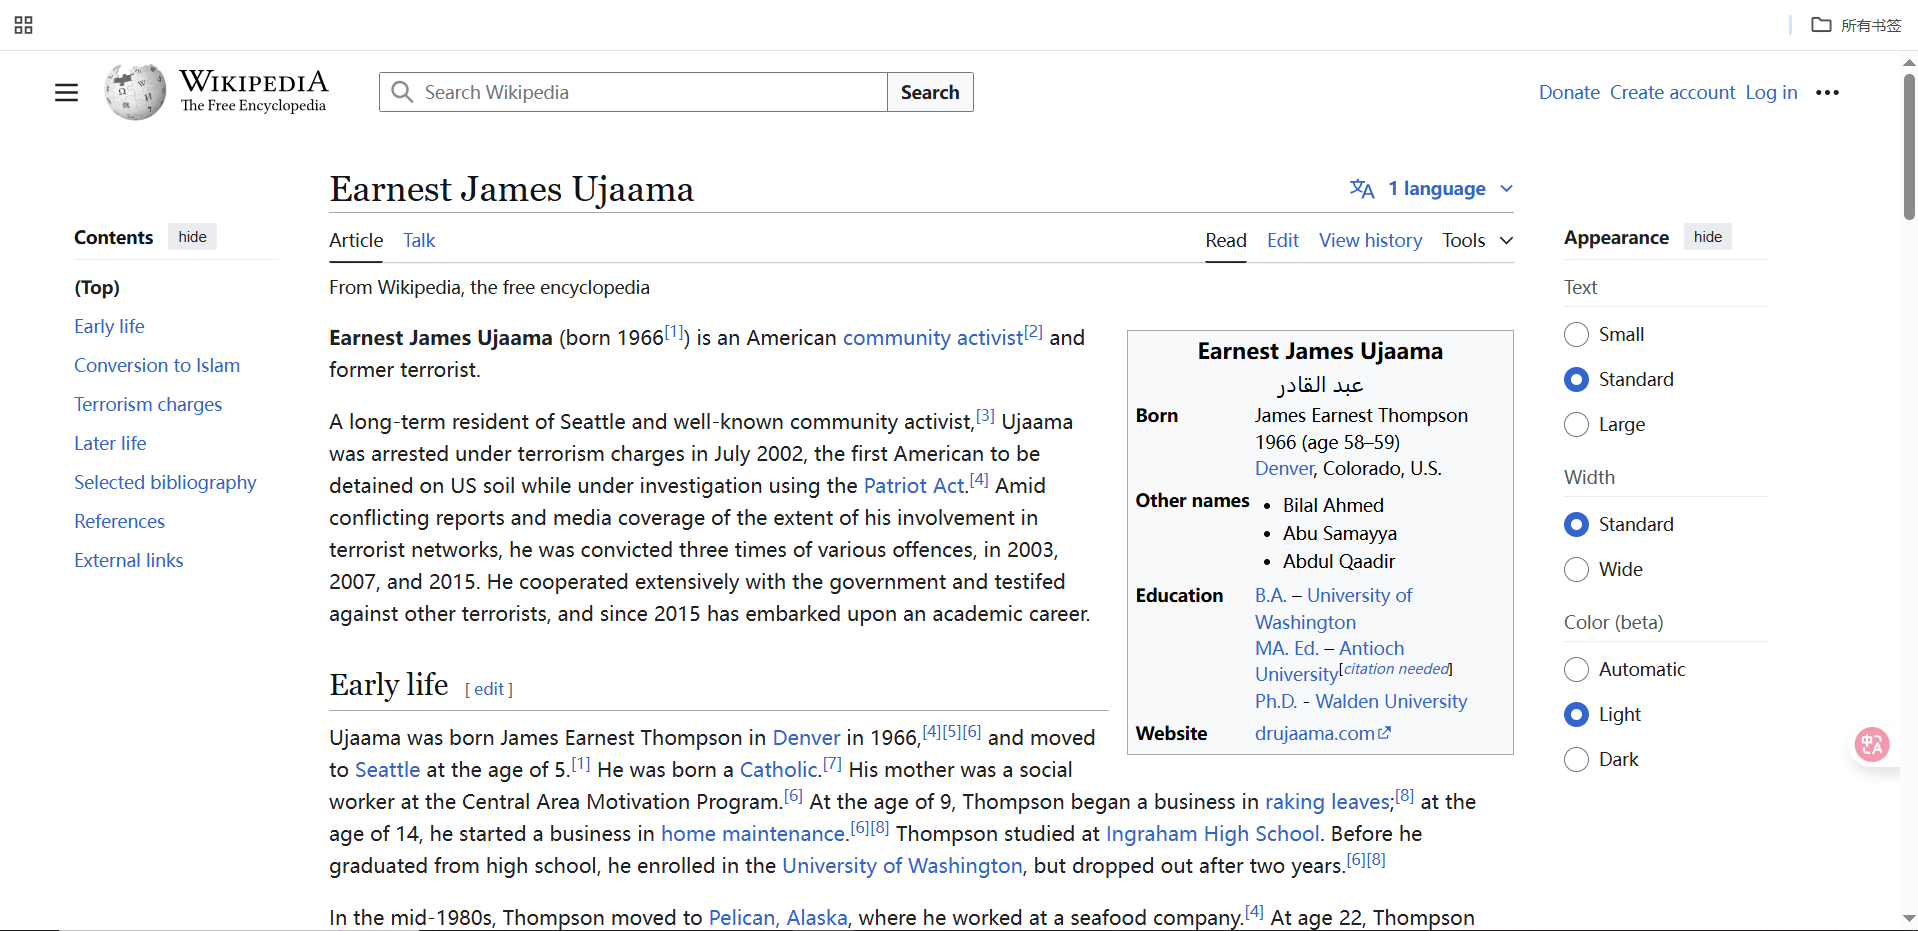 所有书签
WIKIPEDIA
The Free Encyclopedia
Search Wikipedia
Search
Donate Create account Log in
Earnest James Ujaama
1 language
Contents hide
(Top)
Early life
Conversion to Islam
Terrorism charges
Later life
Selected bibliography
References
External links
Article Talk
Read Edit View history Tools
From Wikipedia, the free encyclopedia
Earnest James Ujaama (born 1966[1]) is an American community activist[2] and
former terrorist.
A long-term resident of Seattle and well-known community activist,[3] Ujaama
was arrested under terrorism charges in July 2002, the first American to be
detained on US soil while under investigation using the Patriot Act.[4] Amid
conflicting reports and media coverage of the extent of his involvement in
terrorist networks, he was convicted three times of various offences, in 2003,
2007, and 2015. He cooperated extensively with the government and testifed
against other terrorists, and since 2015 has embarked upon an academic career.
Earnest James Ujaama
عبد القادر
Born James Earnest Thompson
1966 (age 58–59)
Denver, Colorado, U.S.
Other names • Bilal Ahmed
• Abu Samayya
• Abdul Qaadir
Education B.A. – University of
Washington
MA. Ed. – Antioch
University[citation needed]
Ph.D. - Walden University
Website drujaama.com
Early life [ edit ]
Ujaama was born James Earnest Thompson in Denver in 1966,[4][5][6] and moved
to Seattle at the age of 5.[1] He was born a Catholic.[7] His mother was a social
worker at the Central Area Motivation Program.[6] At the age of 9, Thompson began a business in raking leaves;[8] at the
age of 14, he started a business in home maintenance.[6][8] Thompson studied at Ingraham High School. Before he
graduated from high school, he enrolled in the University of Washington, but dropped out after two years.[6][8]
In the mid-1980s, Thompson moved to Pelican, Alaska, where he worked at a seafood company.[4] At age 22, Thompson
Appearance hide
Text
Small
Standard
Large
Width
Standard
Wide
Color (beta)
Automatic
Light
Dark
中A